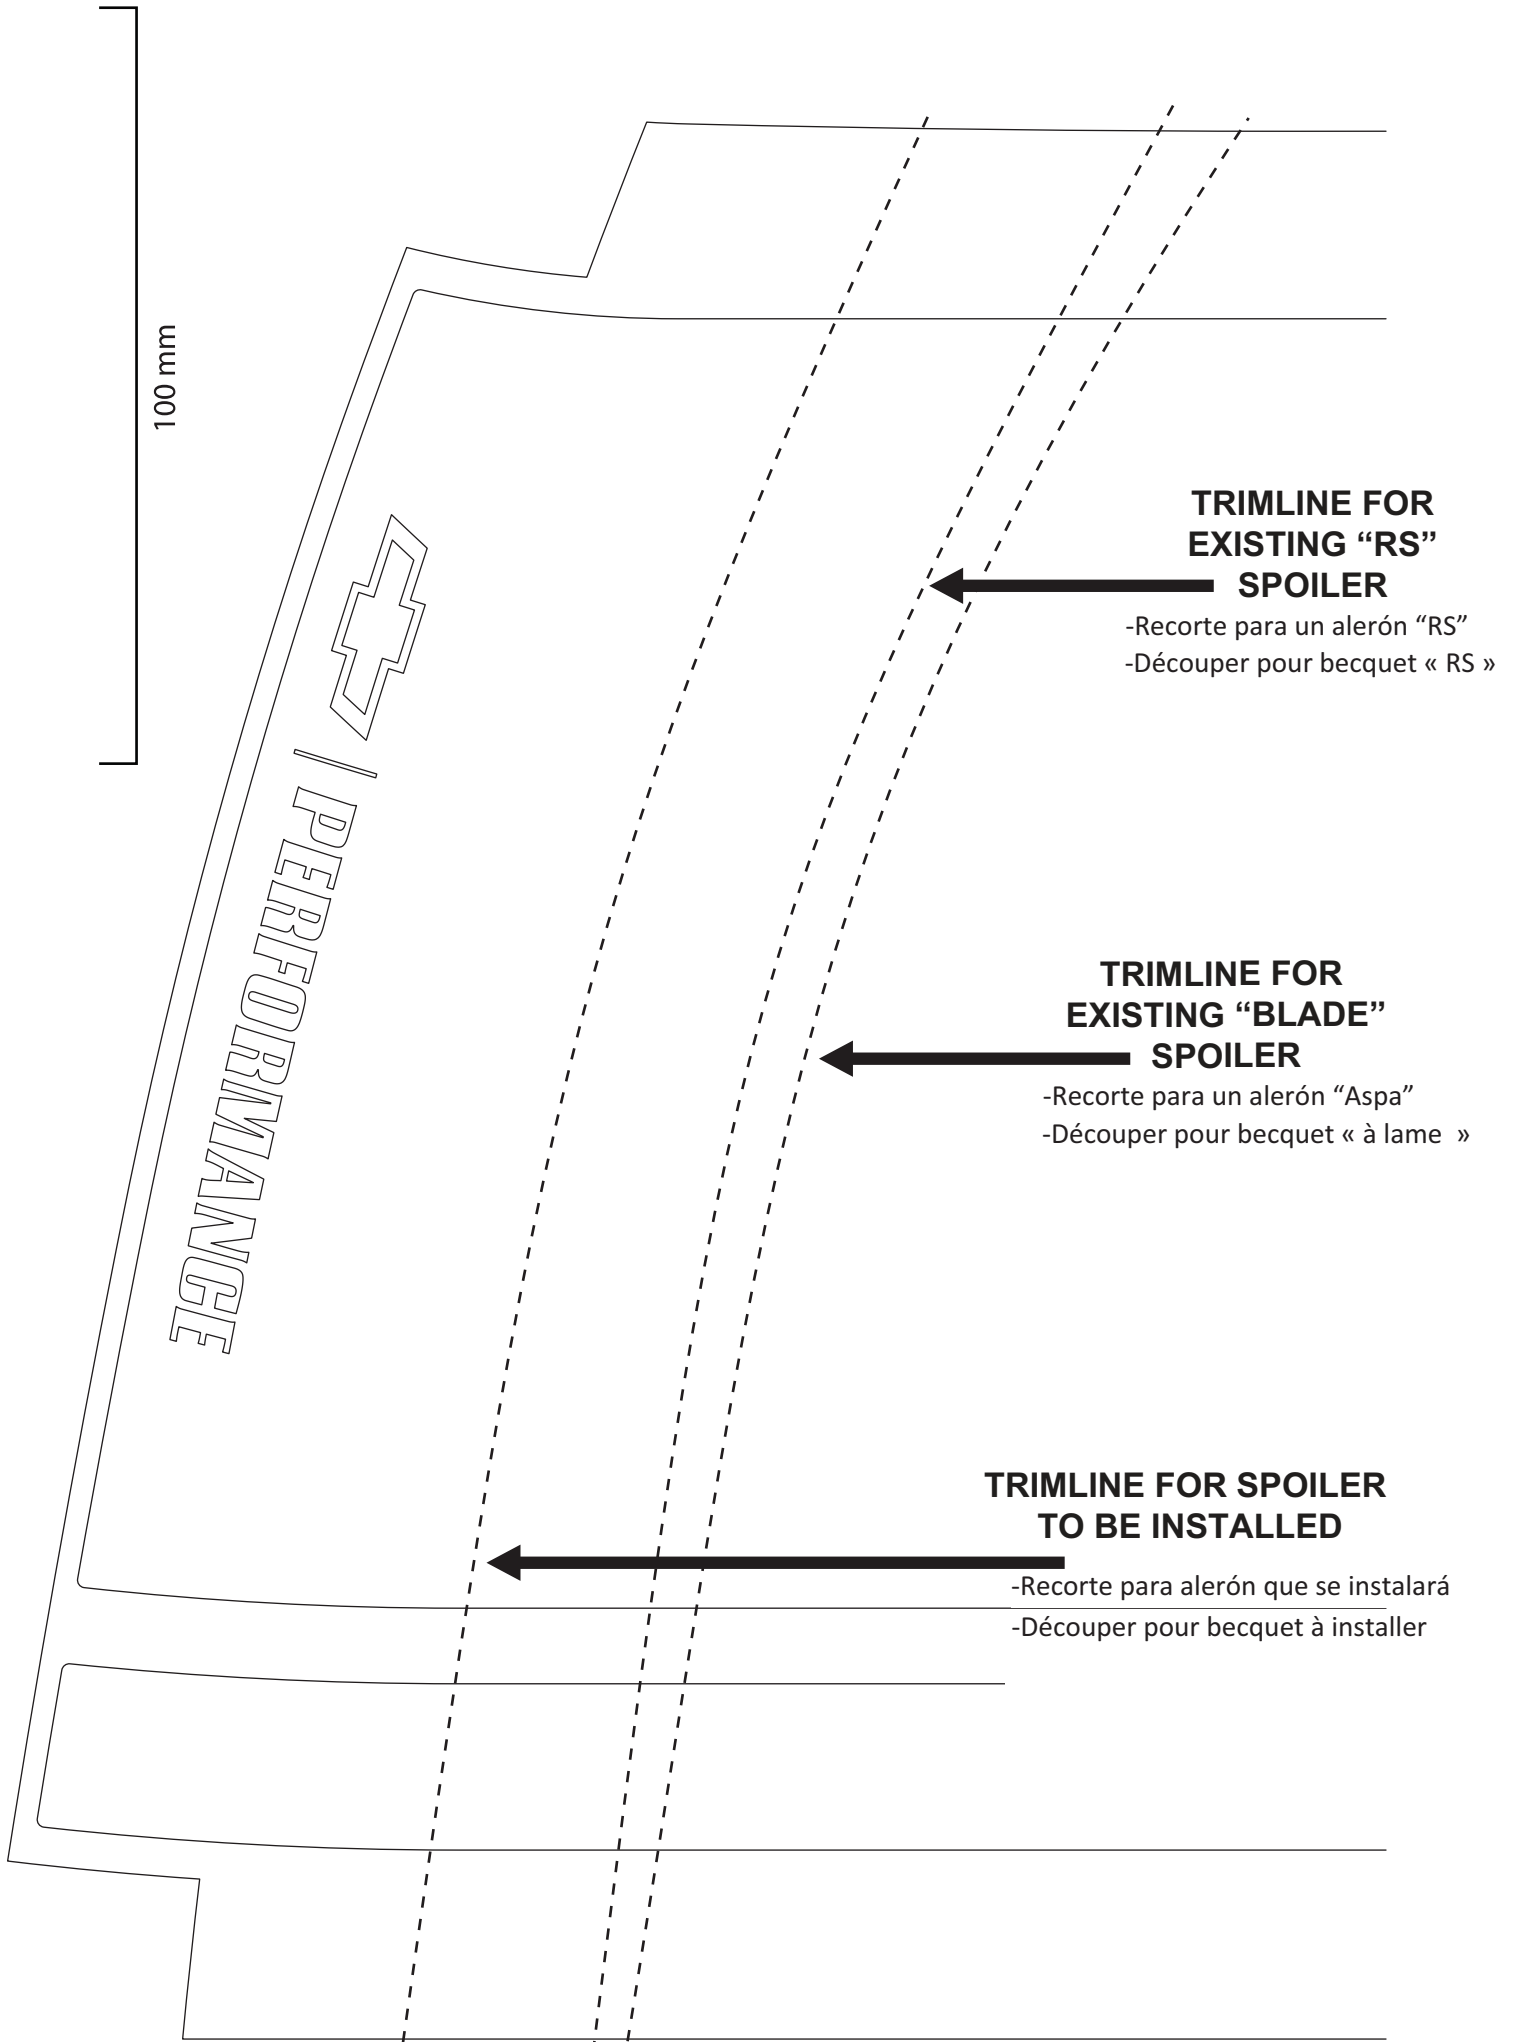 100 mm
| PERFORMANCE
TRIMLINE FOR
EXISTING “RS”
SPOILER
-Recorte para un alerón “RS”
-Découper pour becquet « RS »
TRIMLINE FOR
EXISTING “BLADE”
SPOILER
-Recorte para un alerón “Aspa”
-Découper pour becquet « à lame »
TRIMLINE FOR SPOILER
TO BE INSTALLED
-Recorte para alerón que se instalará
-Découper pour becquet à installer